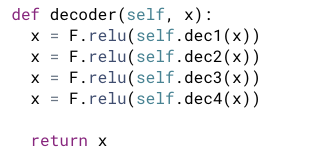 def decoder(self, x):
  x = F.relu(self.dec1(x))
  x = F.relu(self.dec2(x))
  x = F.relu(self.dec3(x))
  x = F.relu(self.dec4(x))

  return x